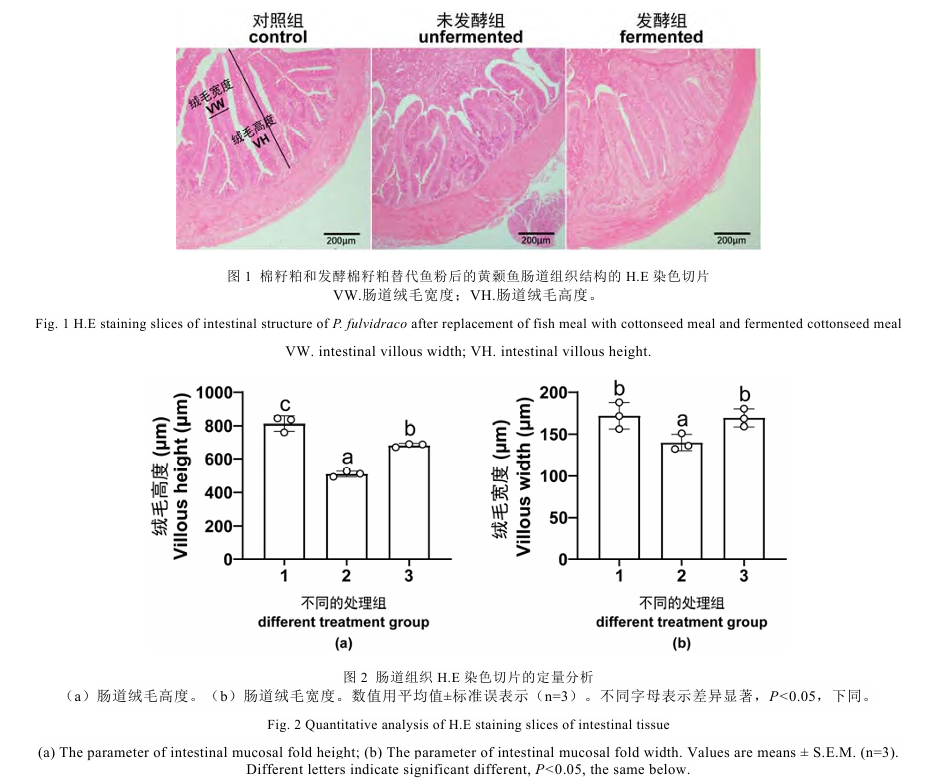 对照组
control
未发酵组
unfermented
发酵组
fermented
绒毛宽度
VW
绒毛高度
VH
200μm
200μm
200μm
图 1 棉籽粕和发酵棉籽粕替代鱼粉后的黄颡鱼肠道组织结构的 H.E 染色切片
VW.肠道绒毛宽度；VH.肠道绒毛高度。
Fig. 1 H.E staining slices of intestinal structure of P. fulvidraco after replacement of fish meal with cottonseed meal and fermented cottonseed meal
VW. intestinal villous width; VH. intestinal villous height.
绒毛高度 (μm)
Villous height (μm)
1000
800
600
400
200
0
c
a
b
1 2 3
不同的处理组
different treatment group
(a)
绒毛宽度 (μm)
Villous width (μm)
200
150
100
50
0
b
a
b
1 2 3
不同的处理组
different treatment group
(b)
图 2 肠道组织 H.E 染色切片的定量分析
（a）肠道绒毛高度。（b）肠道绒毛宽度。数值用平均值±标准误表示（n=3）。不同字母表示差异显著，P<0.05，下同。
Fig. 2 Quantitative analysis of H.E staining slices of intestinal tissue
(a) The parameter of intestinal mucosal fold height; (b) The parameter of intestinal mucosal fold width. Values are means ± S.E.M. (n=3).
Different letters indicate significant different, P<0.05, the same below.